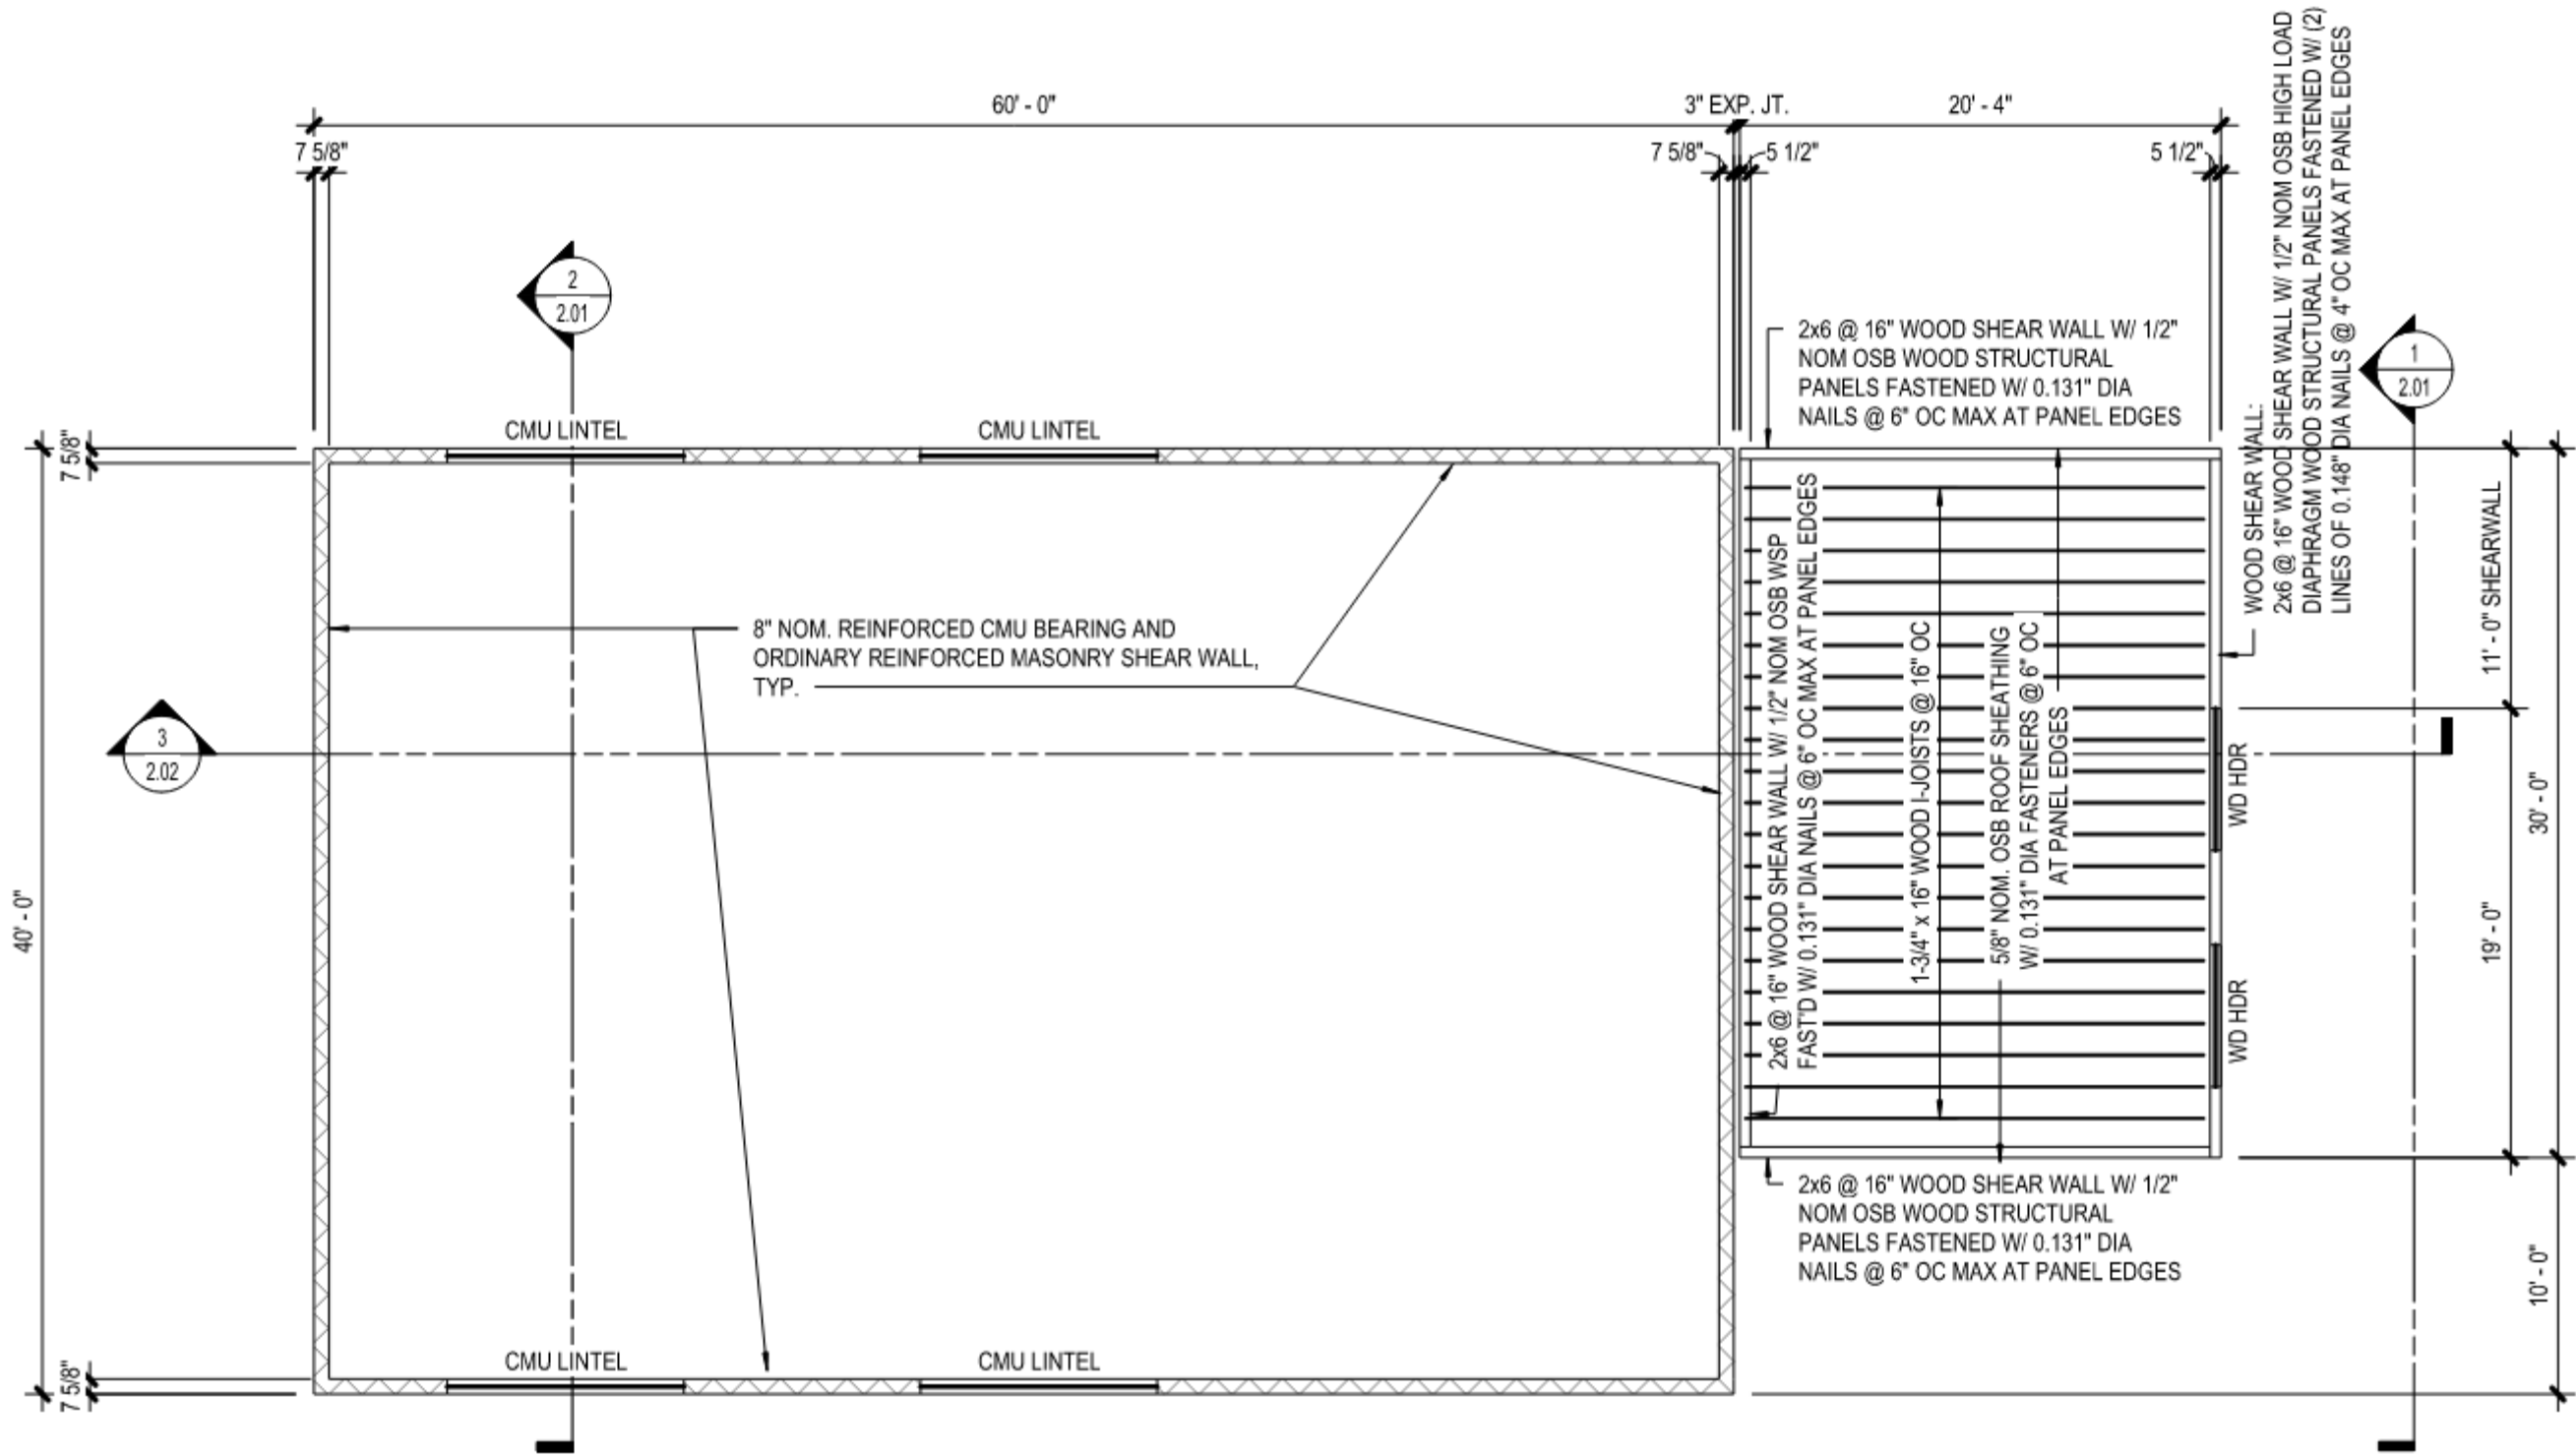 60' - 0"
3" EXP. JT.
20' - 4"
7 5/8"
7 5/8"
5 1/2"
5 1/2"
WOOD SHEAR WALL:
2x6 @ 16" WOOD SHEAR WALL W/ 1/2" NOM OSB HIGH LOAD
DIAPHRAGM WOOD STRUCTURAL PANELS FASTENED W/ (2)
LINES OF 0.148" DIA NAILS @ 4" OC MAX AT PANEL EDGES
2
2.01
1
2.01
2x6 @ 16" WOOD SHEAR WALL W/ 1/2"
NOM OSB WOOD STRUCTURAL
PANELS FASTENED W/ 0.131" DIA
NAILS @ 6" OC MAX AT PANEL EDGES
CMU LINTEL
CMU LINTEL
7 5/8"
8" NOM. REINFORCED CMU BEARING AND
ORDINARY REINFORCED MASONRY SHEAR WALL,
TYP.
2x6 @ 16" WOOD SHEAR WALL W/ 1/2" NOM OSB WSP
FAST'D W/ 0.131" DIA NAILS @ 6" OC MAX AT PANEL EDGES
1-3/4" x 16" WOOD I-JOISTS @ 16" OC
5/8" NOM. OSB ROOF SHEATHING
W/ 0.131" DIA FASTENERS @ 6" OC
AT PANEL EDGES
WD HDR
WD HDR
11' - 0" SHEARWALL
19' - 0"
30' - 0"
10' - 0"
3
2.02
40' - 0"
2x6 @ 16" WOOD SHEAR WALL W/ 1/2"
NOM OSB WOOD STRUCTURAL
PANELS FASTENED W/ 0.131" DIA
NAILS @ 6" OC MAX AT PANEL EDGES
CMU LINTEL
CMU LINTEL
7 5/8"